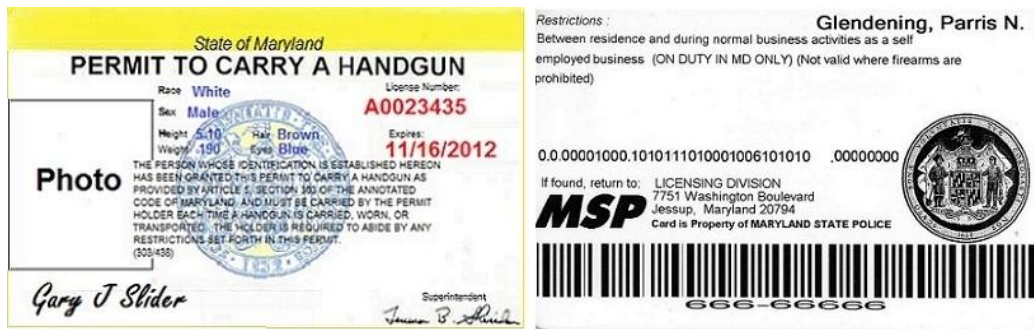 State of Maryland
PERMIT TO CARRY A HANDGUN
Race White
License Number:
A0023435
Sex Male
Height 5-10 Hair Brown
Expires:
Weight 190 Eyes Blue
11/16/2012
Photo
THE PERSON WHOSE IDENTIFICATION IS ESTABLISHED HEREON
HAS BEEN GRANTED THIS PERMIT TO CARRY A HANDGUN AS
PROVIDED BY ARTICLE 5, SECTION 303 OF THE ANNOTATED
CODE OF MARYLAND, AND MUST BE CARRIED BY THE PERMIT
HOLDER EACH TIME A HANDGUN IS CARRIED, WORN, OR
TRANSPORTED. THE HOLDER IS REQUIRED TO ABIDE BY ANY
RESTRICTIONS SET FORTH IN THIS PERMIT.
Gary J Slider
Superintendent
Restrictions :
Glendening, Parris N.
Between residence and during normal business activities as a self
employed business (ON DUTY IN MD ONLY) (Not valid where firearms are
prohibited)
0.0.00001000.1010111010001006101010 .00000000
If found, return to: LICENSING DIVISION
7751 Washington Boulevard
Jessup, Maryland 20794
MSP
Card is Property of MARYLAND STATE POLICE
666-66666